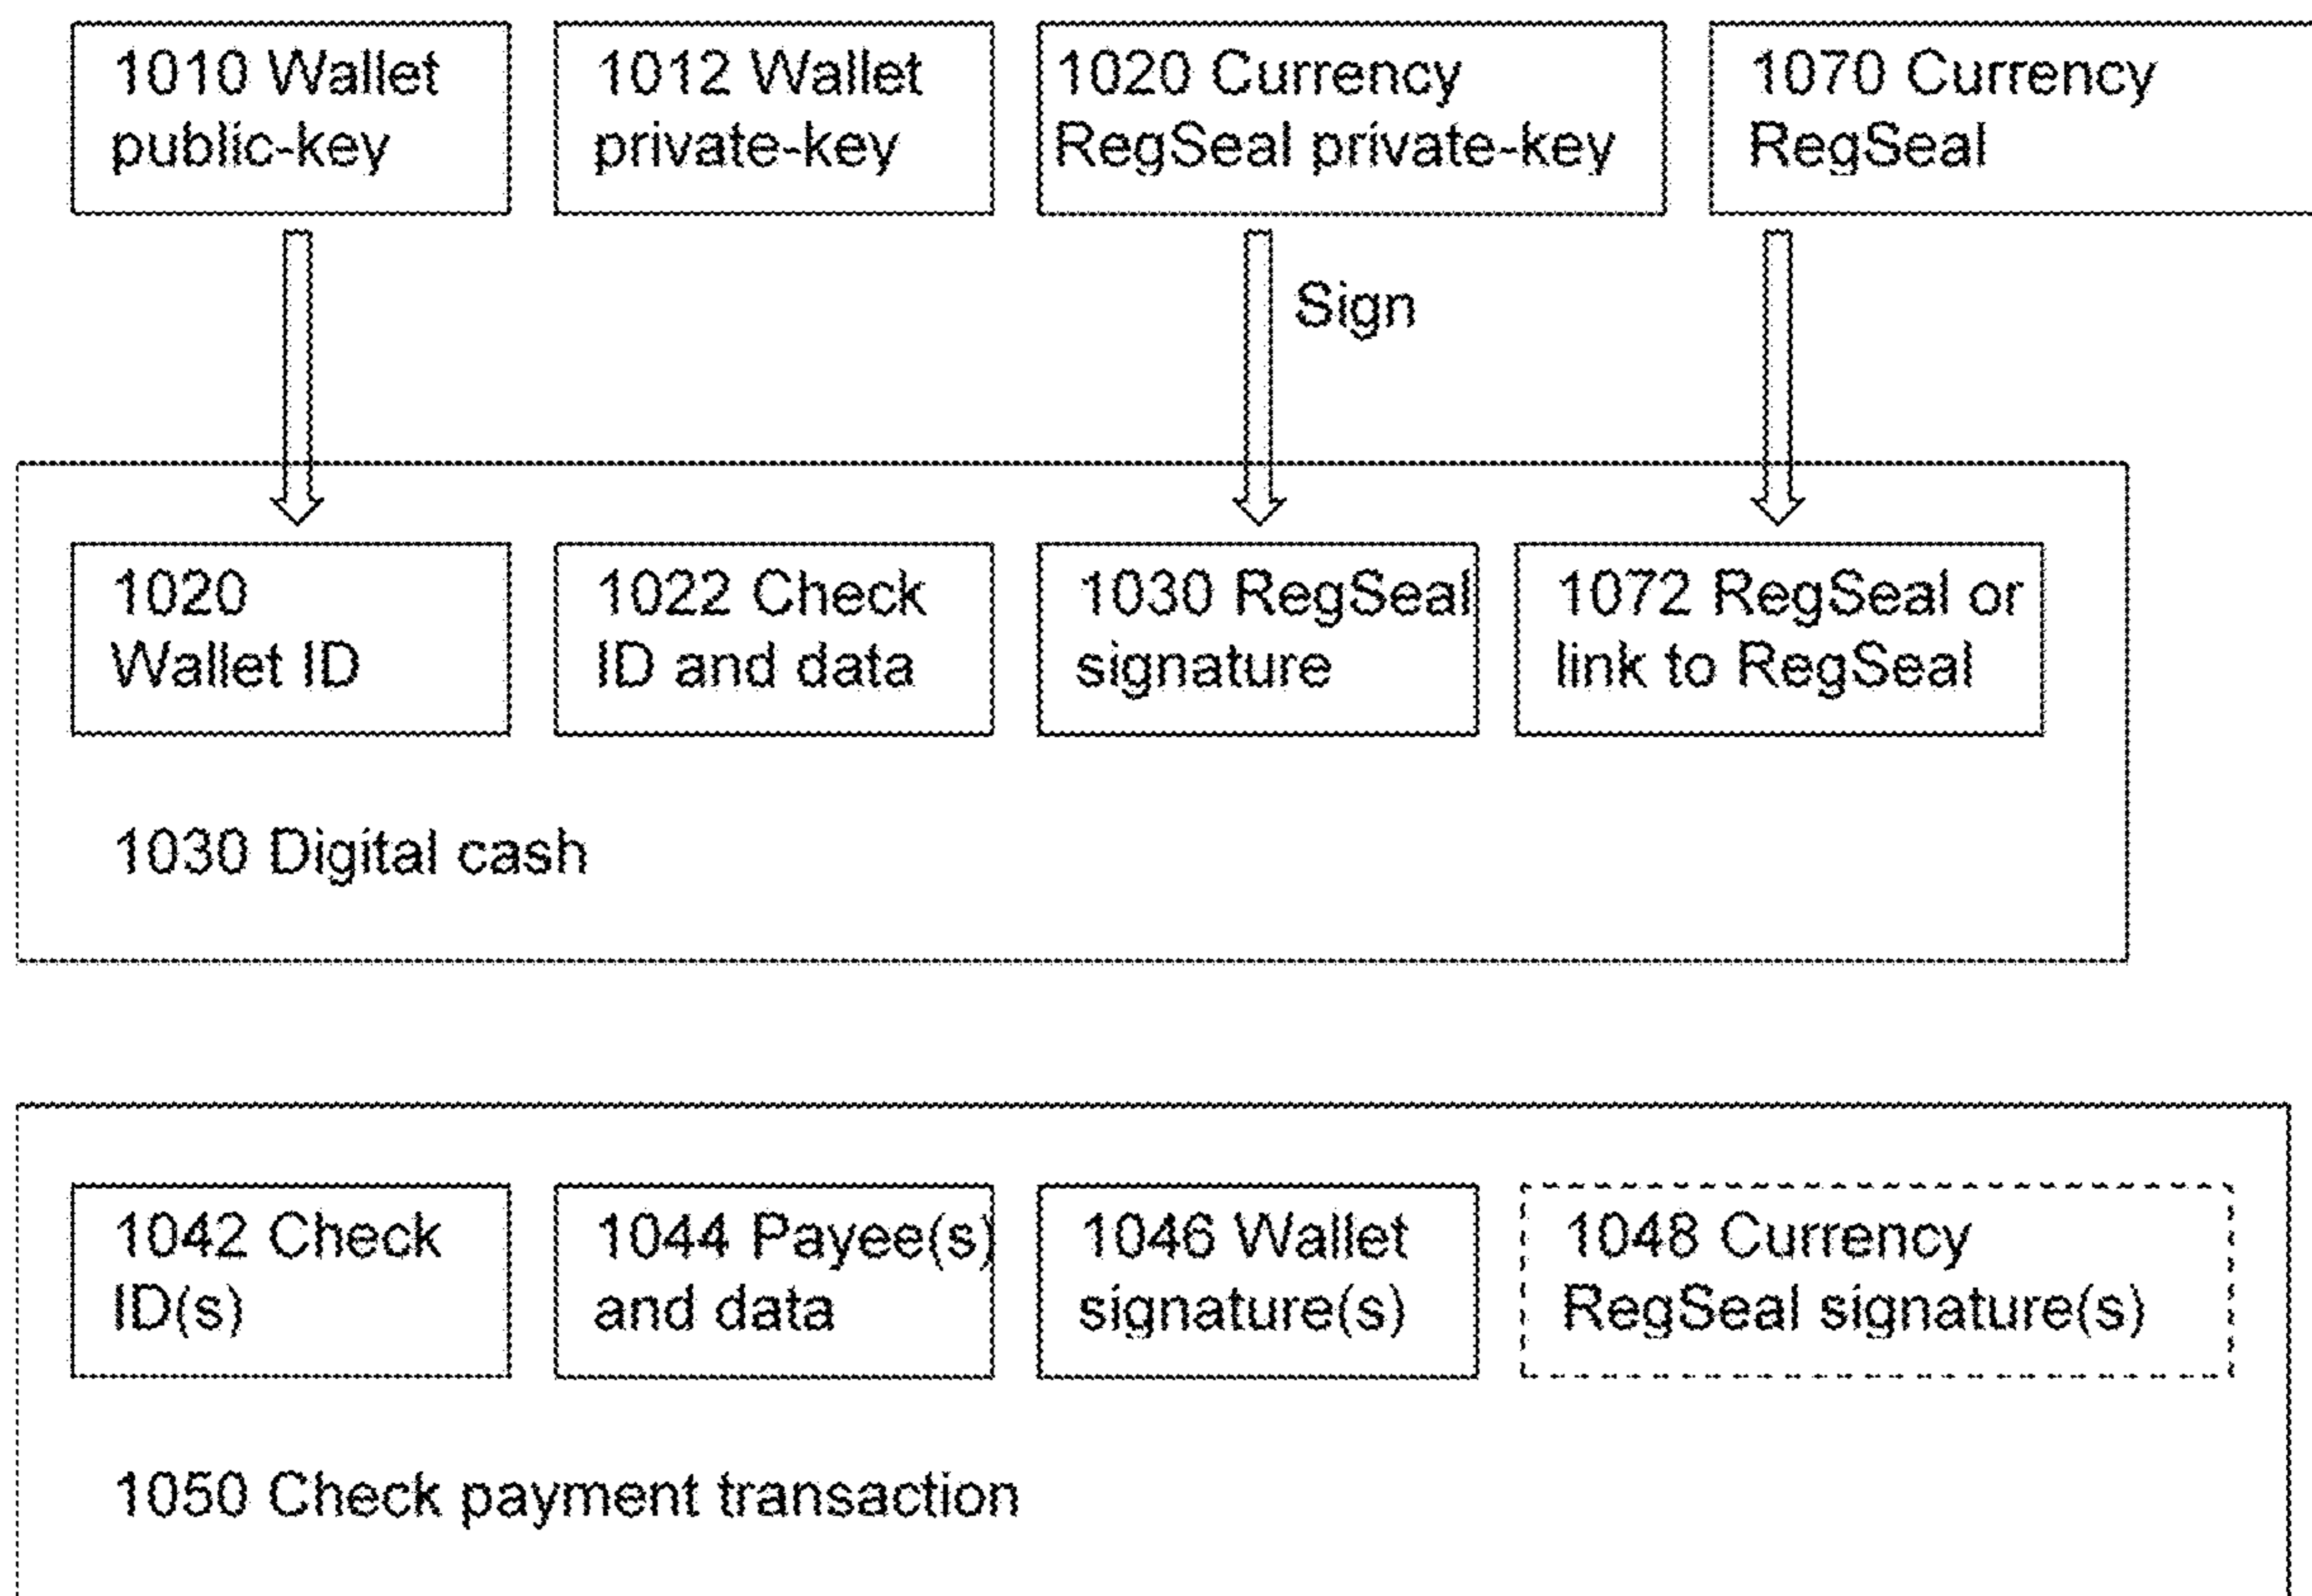 1010 Wallet
public-key
1012 Wallet
private-key
1020 Currency
RegSeal private-key
1070 Currency
RegSeal
Sign
1020
Wallet ID
1022 Check
ID and data
1030 RegSeal
signature
1072 RegSeal or
link to RegSeal
1030 Digital cash
1042 Check
ID(s)
1044 Payee(s)
and data
1046 Wallet
signature(s)
1048 Currency
RegSeal signature(s)
1050 Check payment transaction